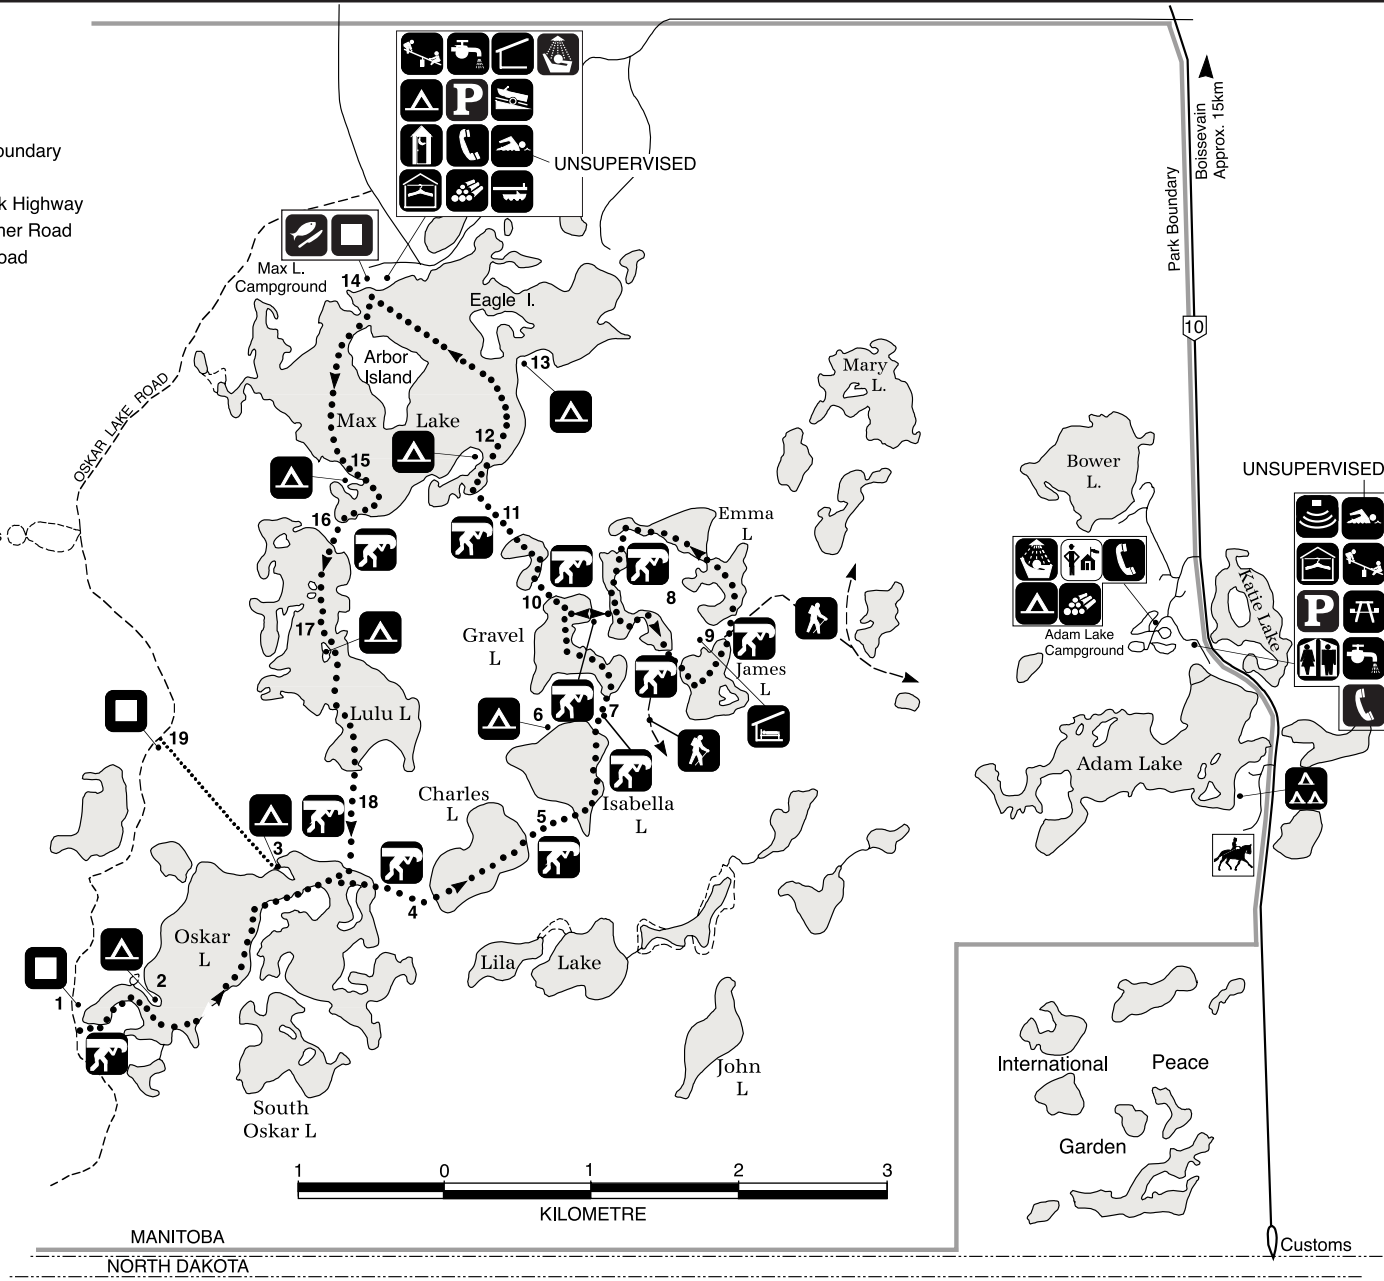 oundary
k Highway
ner Road
oad
UNSUPERVISED
Boissevain
Approx. 15km
Park Boundary
10
Max L.
Campground
14
Eagle I.
13
Arbor
Island
Max Lake
12
15
OSKAR LAKE ROAD
Mary
L.
Bower
L.
UNSUPERVISED
16
11
Emma
L
s
P
P
Katie Lake
10
8
17
Gravel
L
9
James
L
Adam Lake
Campground
6
7
Lulu L
19
Adam Lake
Charles
L
Isabella
L
18
5
3
4
Oskar
L
2
1
Lila Lake
John
L
South
Oskar L
International Peace
Garden
1 0 1 2 3
KILOMETRE
MANITOBA
NORTH DAKOTA
Customs